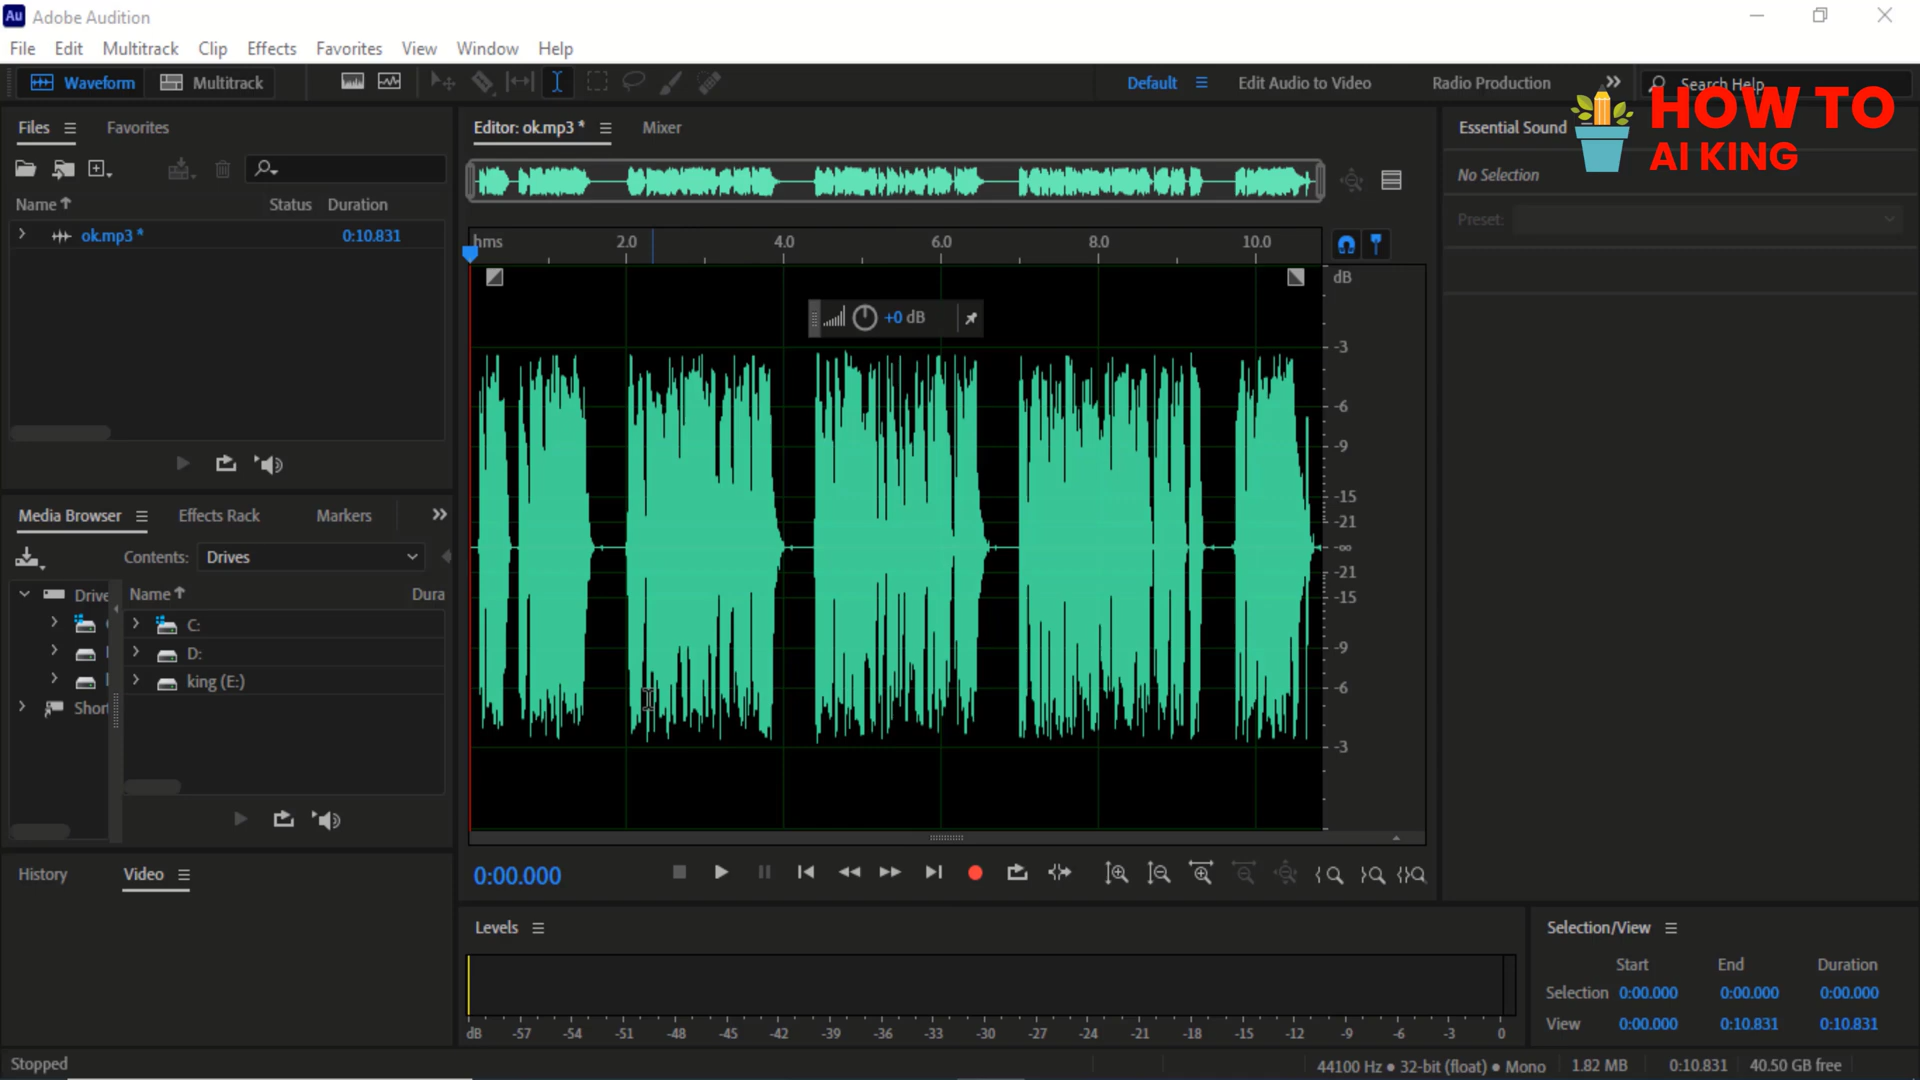 Au Adobe Audition
File Edit Multitrack Clip Effects Favorites View Window Help
Waveform Multitrack Default Edit Audio to Video Radio Production Search Help
HOW TO
AI KING
Files Favorites
Name Status Duration
ok.mp3 * 0:10.831
Media Browser Effects Rack Markers
Contents: Drives
Drive
Short
Name Dura
C:
D:
king (E:)
History Video
Editor: ok.mp3 * Mixer
hms 2.0 4.0 6.0 8.0 10.0
+0 dB
dB
-3
-6
-9
-15
-21
-∞
-21
-15
-9
-6
-3
0:00.000
Levels
dB -57 -54 -51 -48 -45 -42 -39 -36 -33 -30 -27 -24 -21 -18 -15 -12 -9 -6 -3 0
Essential Sound
No Selection
Preset:
Selection/View
Start End Duration
Selection 0:00.000 0:00.000 0:00.000
View 0:00.000 0:10.831 0:10.831
Stopped 44100 Hz ● 32-bit (float) ● Mono 1.82 MB 0:10.831 40.50 GB free